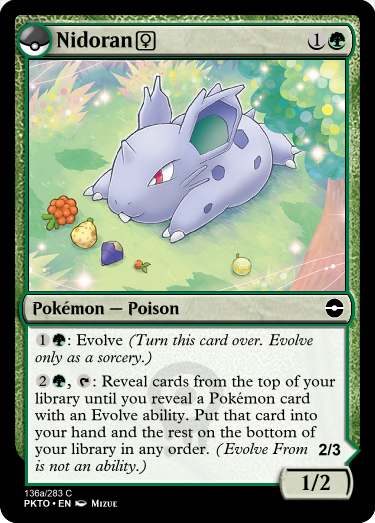 Nidoran♀ 1
Pokémon — Poison
1: Evolve (Turn this card over. Evolve
only as a sorcery.)
2, : Reveal cards from the top of your
library until you reveal a Pokémon card
with an Evolve ability. Put that card into
your hand and the rest on the bottom of
your library in any order. (Evolve From
is not an ability.)
2/3
1/2
136a/283 C
PKTO • EN Mizue